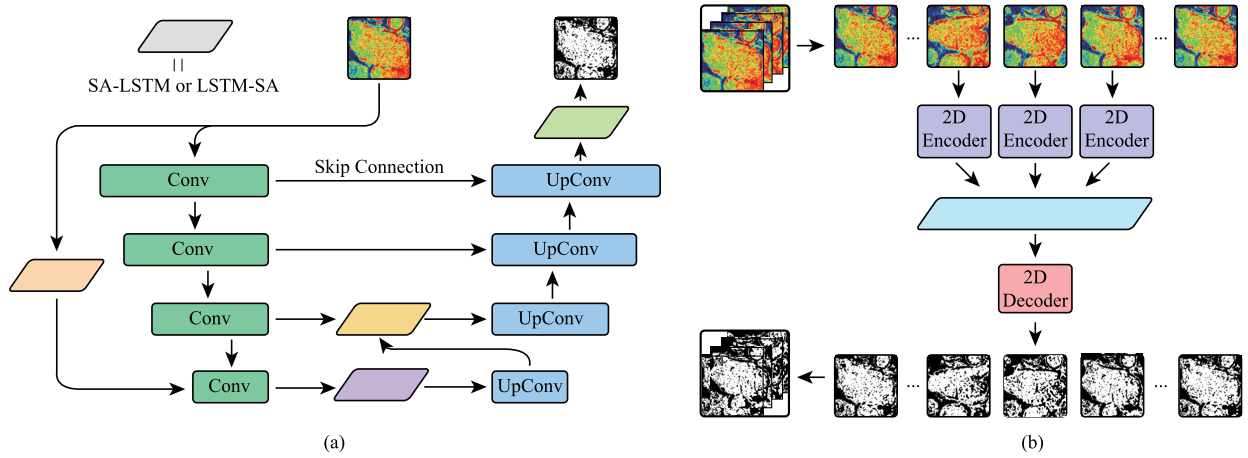 SA-LSTM or LSTM-SA
Conv
Skip Connection
UpConv
Conv
UpConv
Conv
UpConv
Conv
UpConv
(a)
...
...
2D
Encoder
2D
Encoder
2D
Encoder
2D
Decoder
...
...
(b)